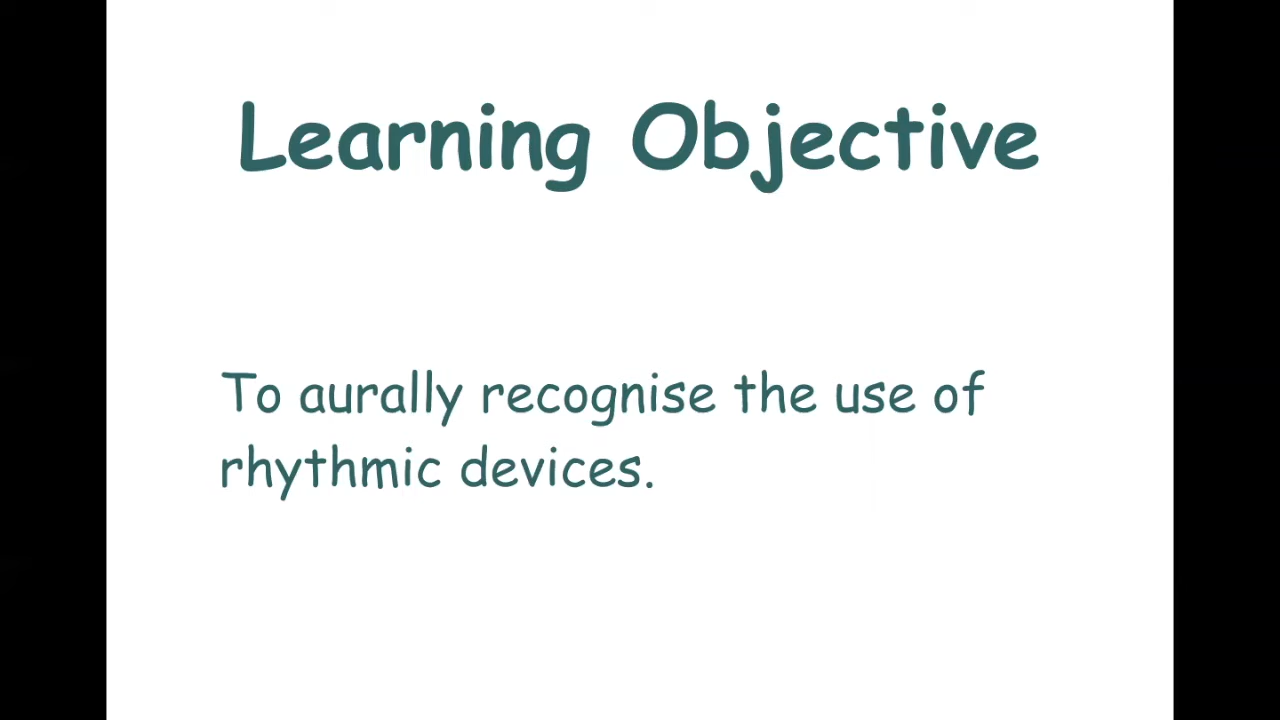 Learning Objective
To aurally recognise the use of
rhythmic devices.